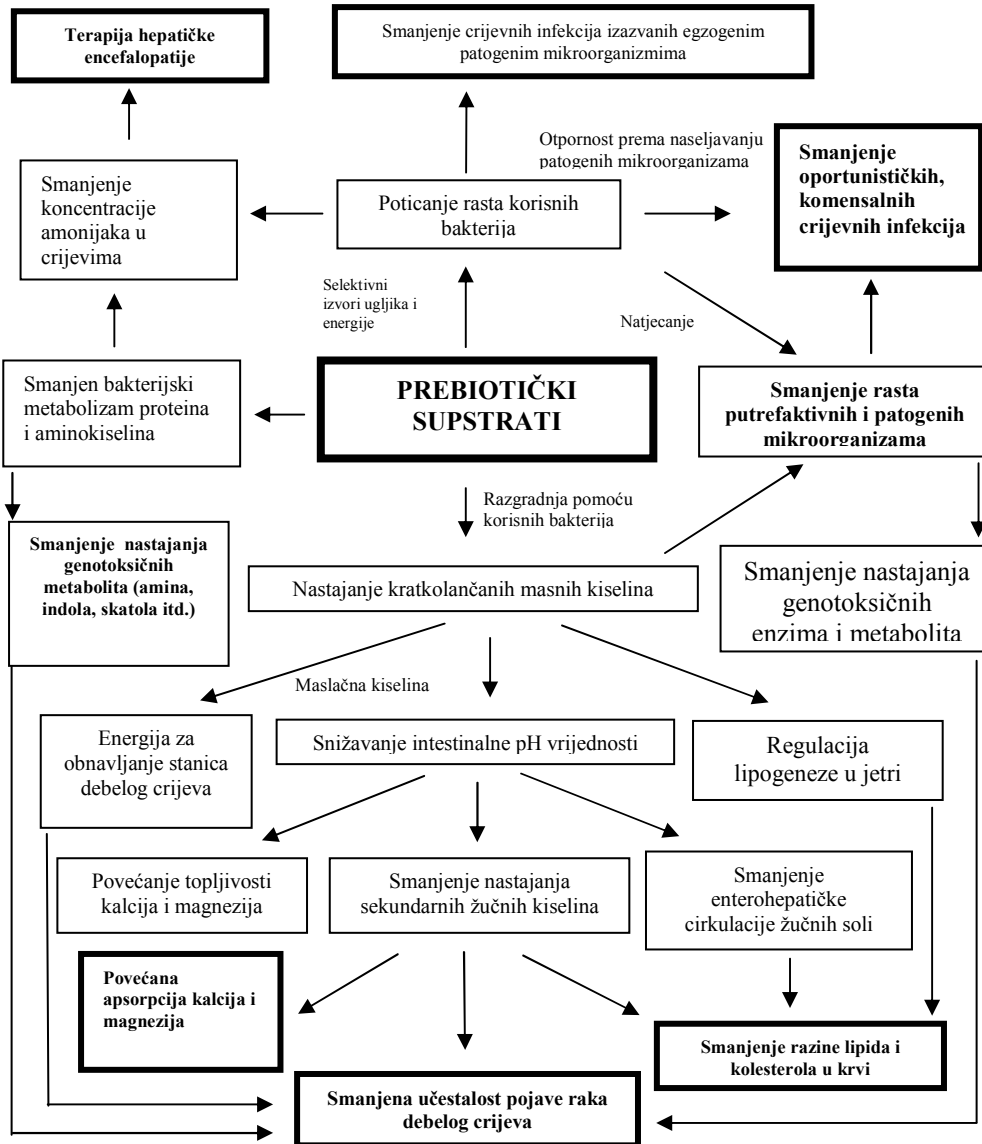 Terapija hepatičke
encefalopatije
Smanjenje crijevnih infekcija izazvanih egzogenim
patogenim mikroorganizmima
Otpornost prema naseljavanju
patogenih mikroorganizama
Smanjenje
oportunističkih,
komensalnih
crijevnih infekcija
Smanjenje
koncentracije
amonijaka u
crijevima
Poticanje rasta korisnih
bakterija
Selektivni
izvori ugljika i
energije
Natjecanje
Smanjen bakterijski
metabolizam proteina
i aminokiselina
PREBIOTIČKI
SUPSTRATI
Smanjenje rasta
putrefaktivnih i patogenih
mikroorganizama
Razgradnja pomoću
korisnih bakterija
Smanjenje nastajanja
genotoksičnih
metabolita (amina,
indola, skatola itd.)
Nastajanje kratkolančanih masnih kiselina
Smanjenje nastajanja
genotoksičnih
enzima i metabolita
Maslačna kiselina
Energija za
obnavljanje stanica
debelog crijeva
Snižavanje intestinalne pH vrijednosti
Regulacija
lipogeneze u jetri
Povećanje topljivosti
kalcija i magnezija
Smanjenje nastajanja
sekundarnih žučnih kiselina
Smanjenje
enterohepatičke
cirkulacije žučnih soli
Povećana
apsorpcija kalcija i
magnezija
Smanjenje razine lipida i
kolesterola u krvi
Smanjena učestalost pojave raka
debelog crijeva